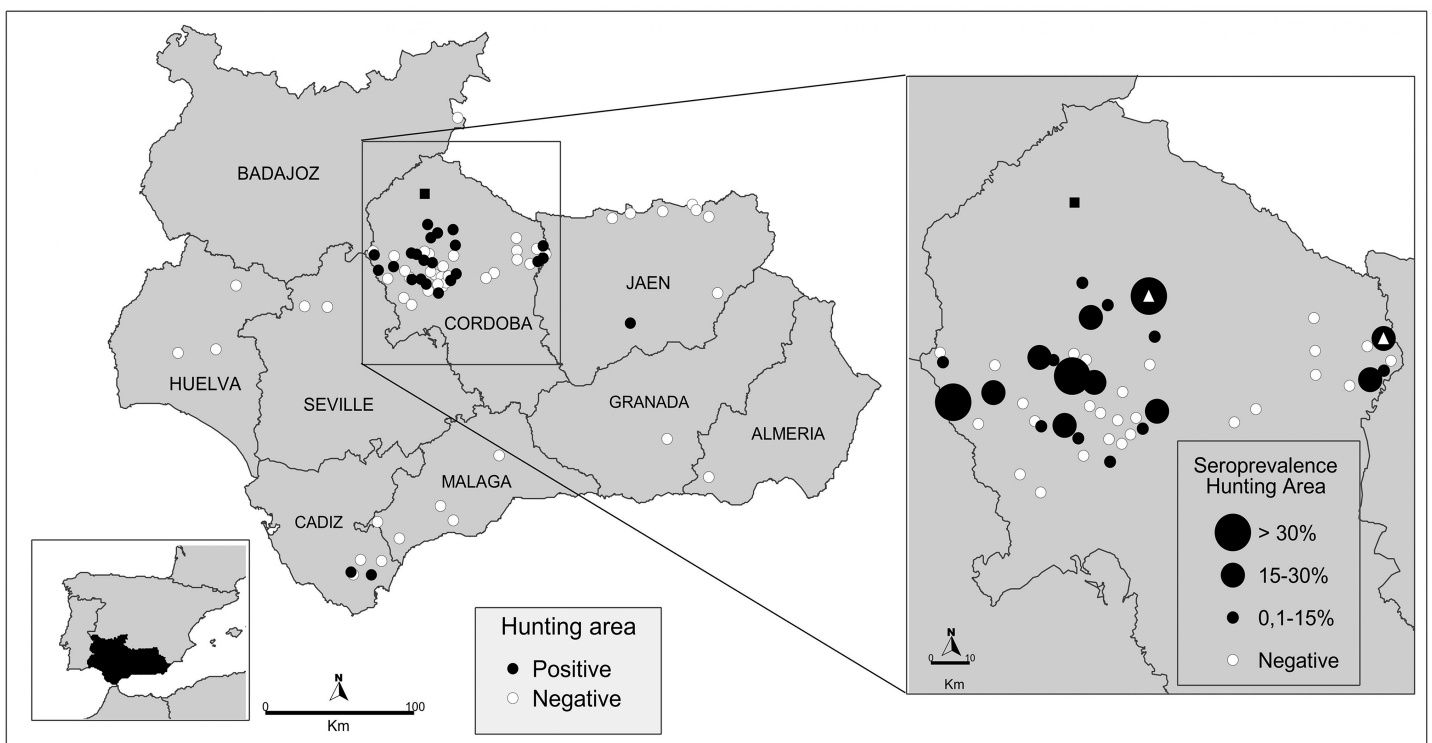 BADAJOZ
JAEN
CORDOBA
HUELVA
SEVILLE
GRANADA
ALMERIA
MALAGA
CADIZ
Hunting area
Positive
Negative
N
0 100
Km
Seroprevalence
Hunting Area
> 30%
15-30%
0,1-15%
Negative
N
0 10
Km